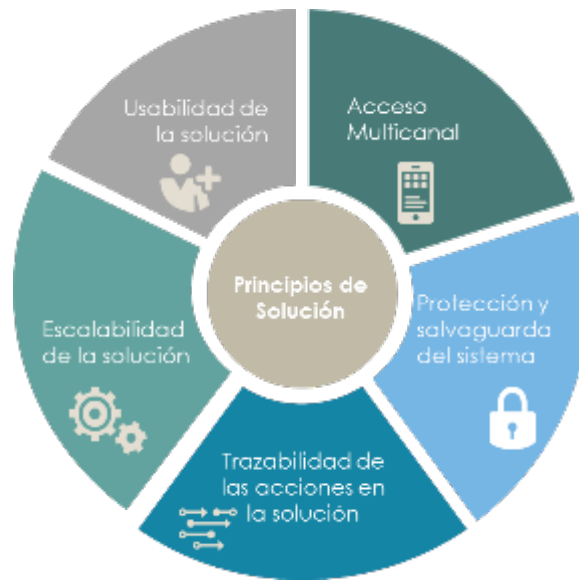 Usabilidad de
la solución
Acceso
Multicanal
Principios de
Solución
Protección y
salvaguarda
del sistema
Escalabilidad
de la solución
Trazabilidad de
las acciones en
la solución